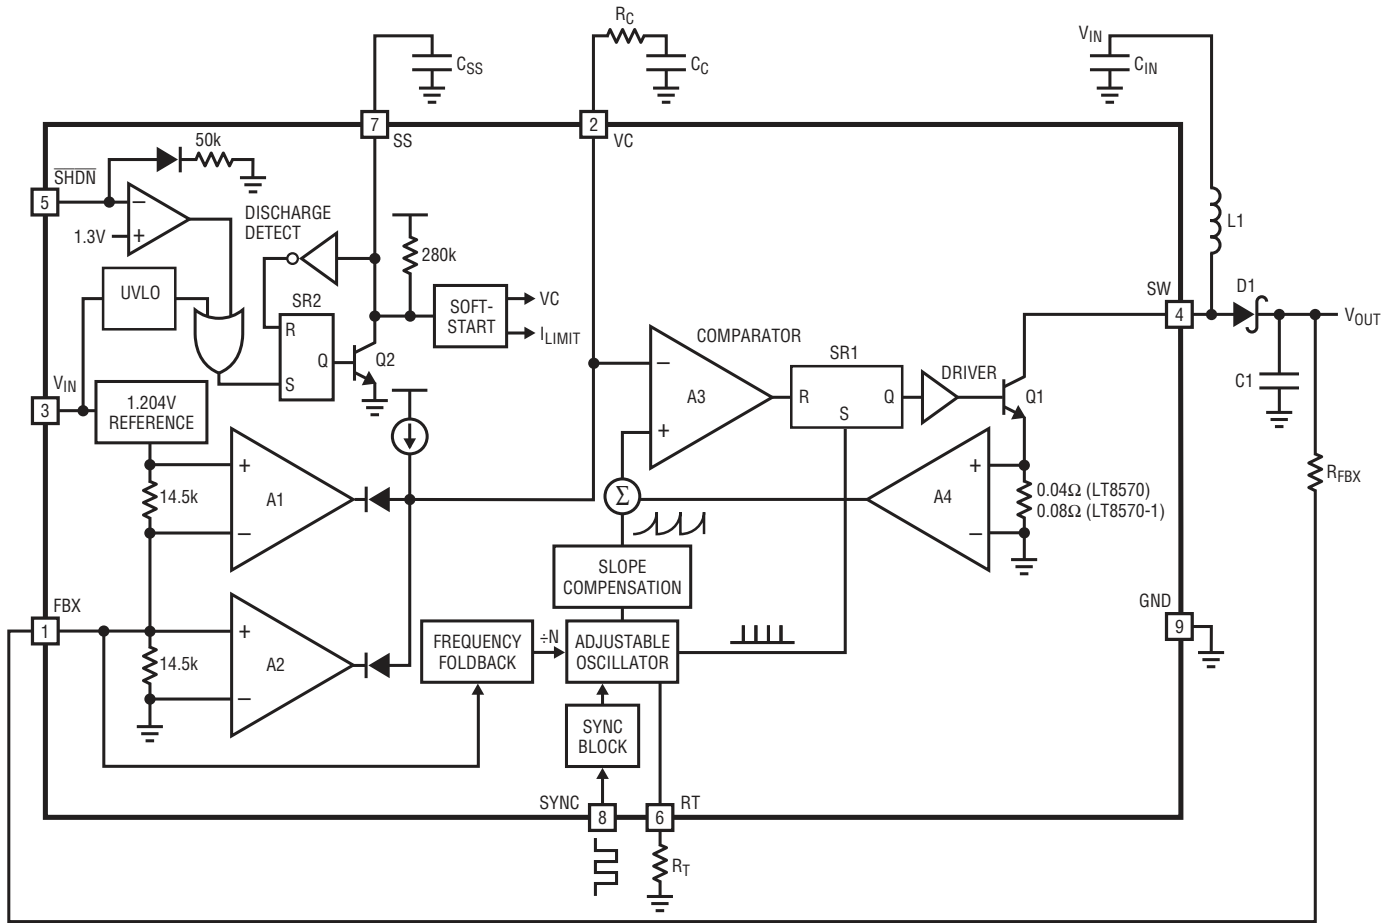 RC
CSS
CC
VIN
CIN
7
SS
2
VC
50k
SHDN
5
1.3V
−
+
DISCHARGE
DETECT
280k
L1
UVLO
SR2
R
Q
S
Q2
SOFT-
START
VC
ILIMIT
SW
4
D1
VOUT
C1
COMPARATOR
−
A3
+
SR1
R
Q
S
DRIVER
Q1
VIN
3
1.204V
REFERENCE
14.5k
+
A1
−
Σ
+
A4
−
0.04Ω (LT8570)
0.08Ω (LT8570-1)
RFBX
SLOPE
COMPENSATION
FBX
1
14.5k
+
A2
−
FREQUENCY
FOLDBACK
÷N
ADJUSTABLE
OSCILLATOR
GND
9
SYNC
BLOCK
SYNC
8
6
RT
RT